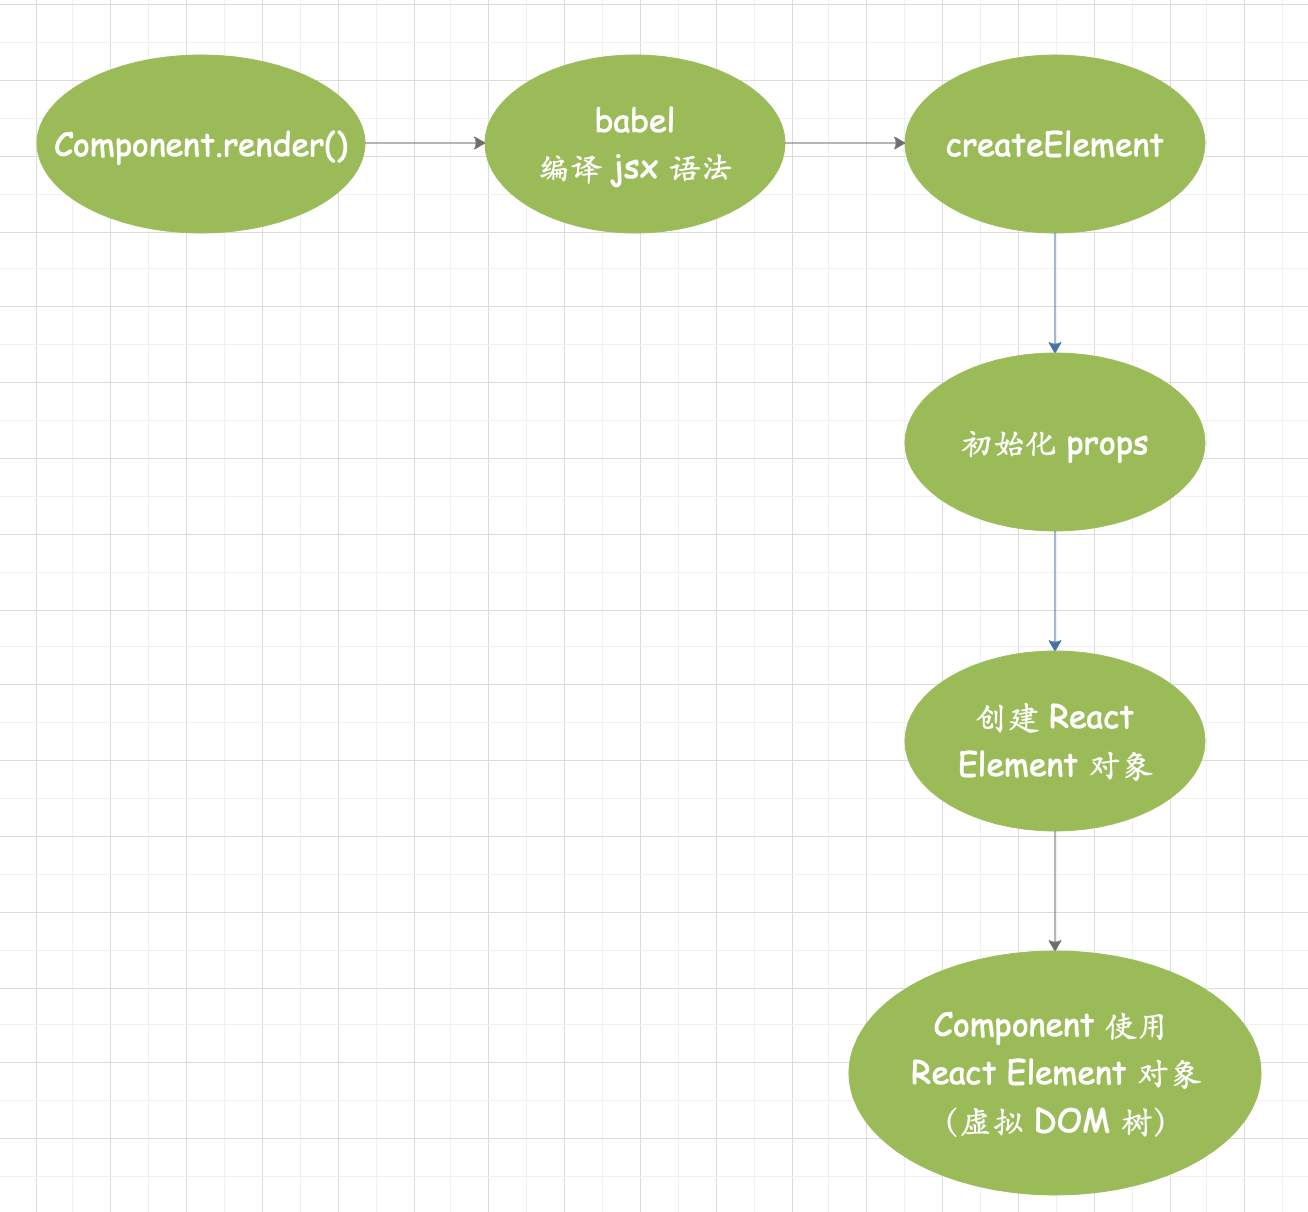 Component.render()
babel
编译 jsx 语法
createElement
初始化 props
创建 React
Element 对象
Component 使用
React Element 对象
(虚拟 DOM 树)